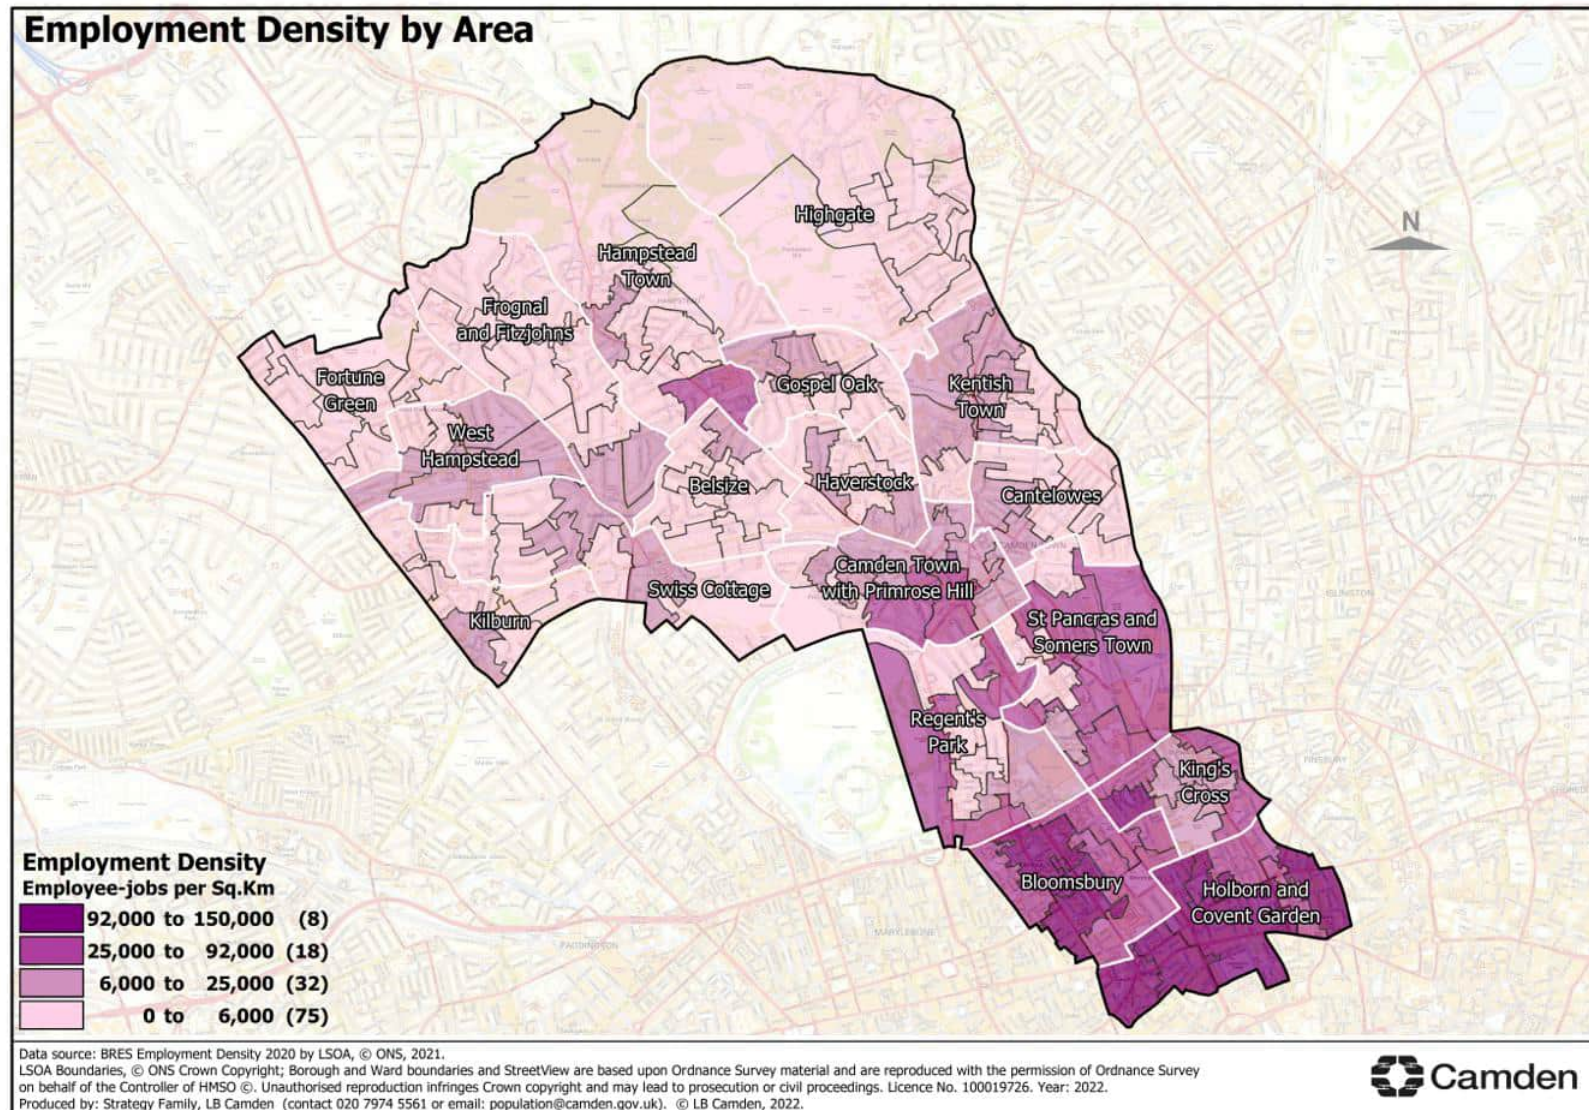 Employment Density by Area
N
Highgate
Hampstead
Town
Frognal
and Fitzjohns
Fortune
Green
Gospel Oak
Kentish
Town
West
Hampstead
Belsize
Haverstock
Cantelowes
Camden Town
with Primrose Hill
Swiss Cottage
Kilburn
St Pancras and
Somers Town
Regent's
Park
King's
Cross
Bloomsbury
Holborn and
Covent Garden
ISLINGTON
FINSBURY
PADDINGTON
MARYLEBONE
Employment Density
Employee-jobs per Sq.Km
92,000 to 150,000 (8)
25,000 to 92,000 (18)
6,000 to 25,000 (32)
0 to 6,000 (75)
Data source: BRES Employment Density 2020 by LSOA, © ONS, 2021.
LSOA Boundaries, © ONS Crown Copyright; Borough and Ward boundaries and StreetView are based upon Ordnance Survey material and are reproduced with the permission of Ordnance Survey
on behalf of the Controller of HMSO ©. Unauthorised reproduction infringes Crown copyright and may lead to prosecution or civil proceedings. Licence No. 100019726. Year: 2022.
Produced by: Strategy Family, LB Camden (contact 020 7974 5561 or email: population@camden.gov.uk). © LB Camden, 2022.
Camden